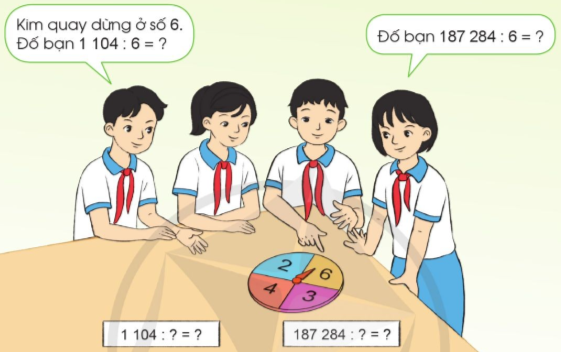 Kim quay dừng ở số 6.
Đố bạn 1 104 : 6 = ?
Đố bạn 187 284 : 6 = ?
2
6
4
3
1 104 : ? = ?
187 284 : ? = ?